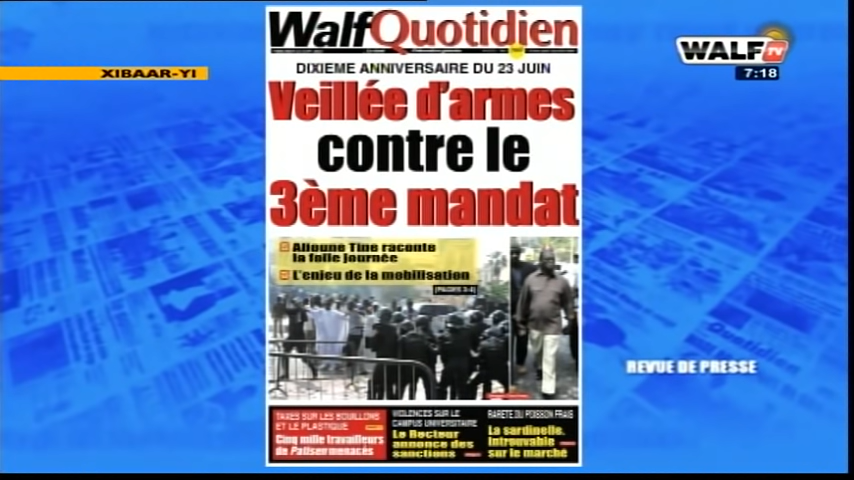 WalfQuotidien
XIBAAR-YI
WALF TV
7:18
DIXIEME ANNIVERSAIRE DU 23 JUIN
Veillée d'armes
contre le
3ème mandat
Alioune Tine raconte
la folle journée
L'enjeu de la mobilisation
(PAGES 3-4)
REVUE DE PRESSE
TAXES SUR LES BOUILLONS
ET LE PLASTIQUE
Cinq mille travailleurs
de Patisen menacés
VIOLENCES SUR LE
CAMPUS UNIVERSITAIRE
Le Recteur
annonce des
sanctions
RARETE DU POISSON FRAIS
La sardinelle,
introuvable
sur le marché